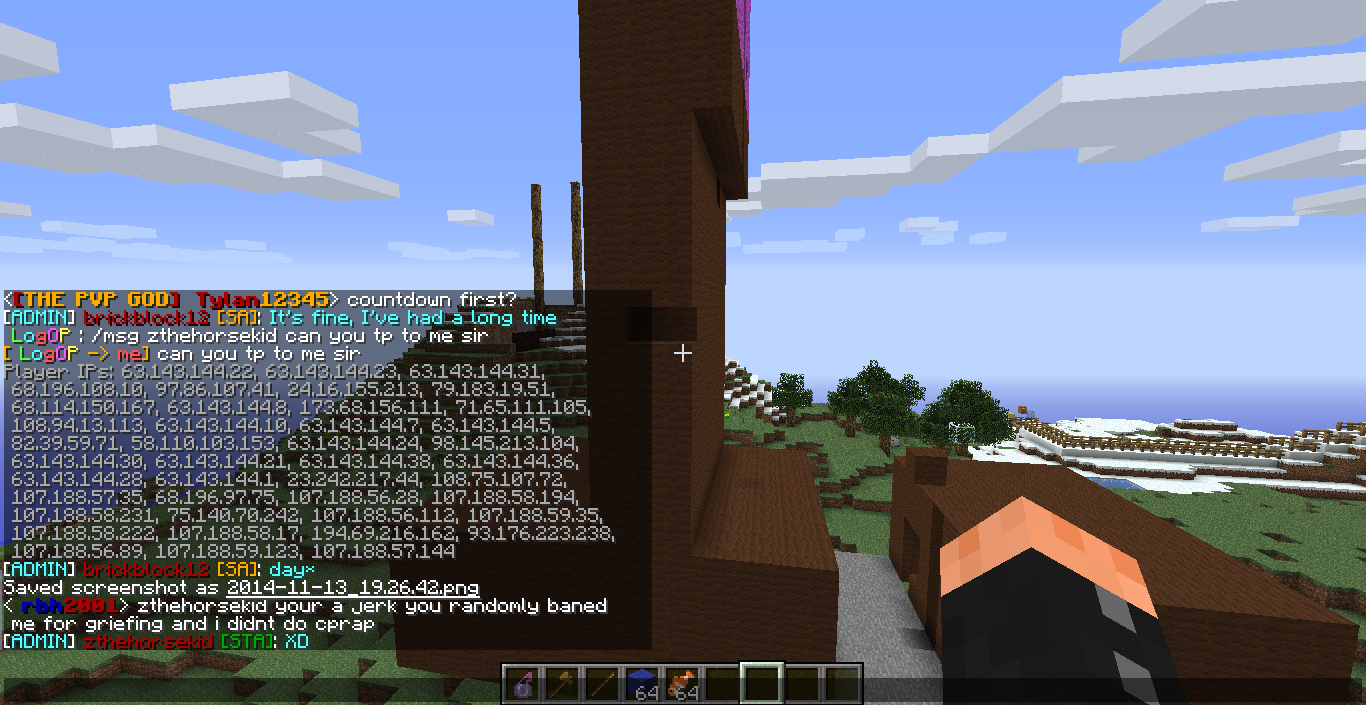 <[THE PVP GOD] Tylan12345> countdown first?
[ADMIN] brickblock12 [SA]: It's fine, I've had a long time
LogOP : /msg zthehorsekid can you tp to me sir
[ LogOP -> me] can you tp to me sir
Player IPs: 63.143.144.22, 63.143.144.23, 63.143.144.31,
68.196.108.10, 97.86.107.41, 24.16.155.213, 79.183.19.51,
68.114.150.167, 63.143.144.8, 173.68.156.111, 71.65.111.105,
108.94.13.113, 63.143.144.10, 63.143.144.7, 63.143.144.5,
82.39.59.71, 58.110.103.153, 63.143.144.24, 98.145.213.104,
63.143.144.30, 63.143.144.21, 63.143.144.38, 63.143.144.36,
63.143.144.28, 63.143.144.1, 23.242.217.44, 108.75.107.72,
107.188.57.35, 68.196.97.75, 107.188.56.28, 107.188.58.194,
107.188.58.231, 75.140.70.242, 107.188.56.112, 107.188.59.35,
107.188.58.222, 107.188.58.17, 194.69.216.162, 93.176.223.238,
107.188.56.89, 107.188.59.123, 107.188.57.144
[ADMIN] brickblock12 [SA]: day×
Saved screenshot as 2014-11-13_19.26.42.png
< rbh2001> zthehorsekid your a jerk you randomly baned
me for griefing and i didnt do cprap
[ADMIN] zthehorsekid [STA]: XD
64 64